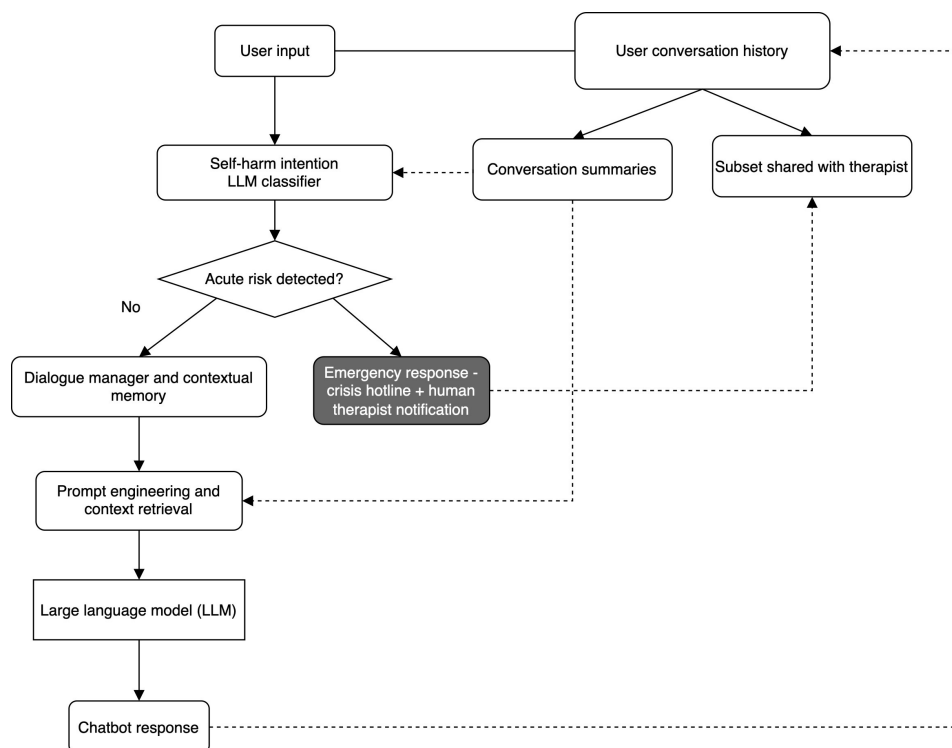 User input
User conversation history
Self-harm intention
LLM classifier
Conversation summaries
Subset shared with therapist
Acute risk detected?
No
Dialogue manager and contextual
memory
Emergency response -
crisis hotline + human
therapist notification
Prompt engineering and
context retrieval
Large language model (LLM)
Chatbot response